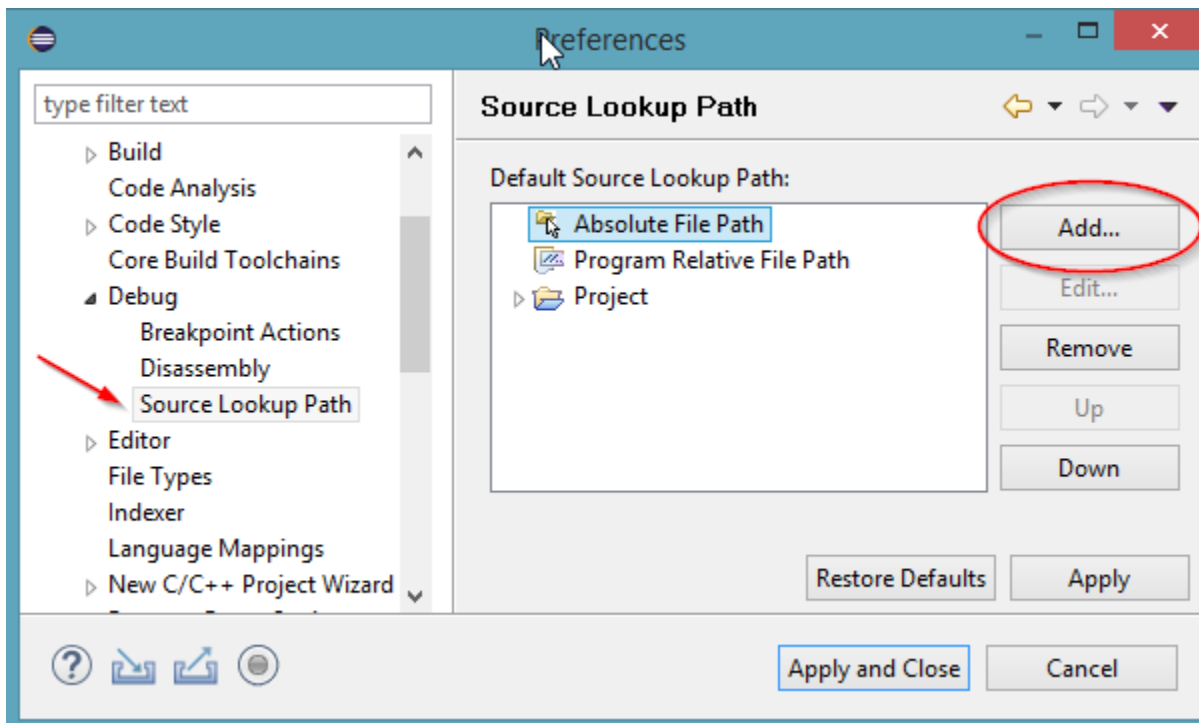 Preferences
type filter text
Build
Code Analysis
Code Style
Core Build Toolchains
Debug
Breakpoint Actions
Disassembly
Source Lookup Path
Editor
File Types
Indexer
Language Mappings
New C/C++ Project Wizard
Source Lookup Path
Default Source Lookup Path:
Absolute File Path
Program Relative File Path
Project
Add...
Edit...
Remove
Up
Down
Restore Defaults
Apply
Apply and Close
Cancel